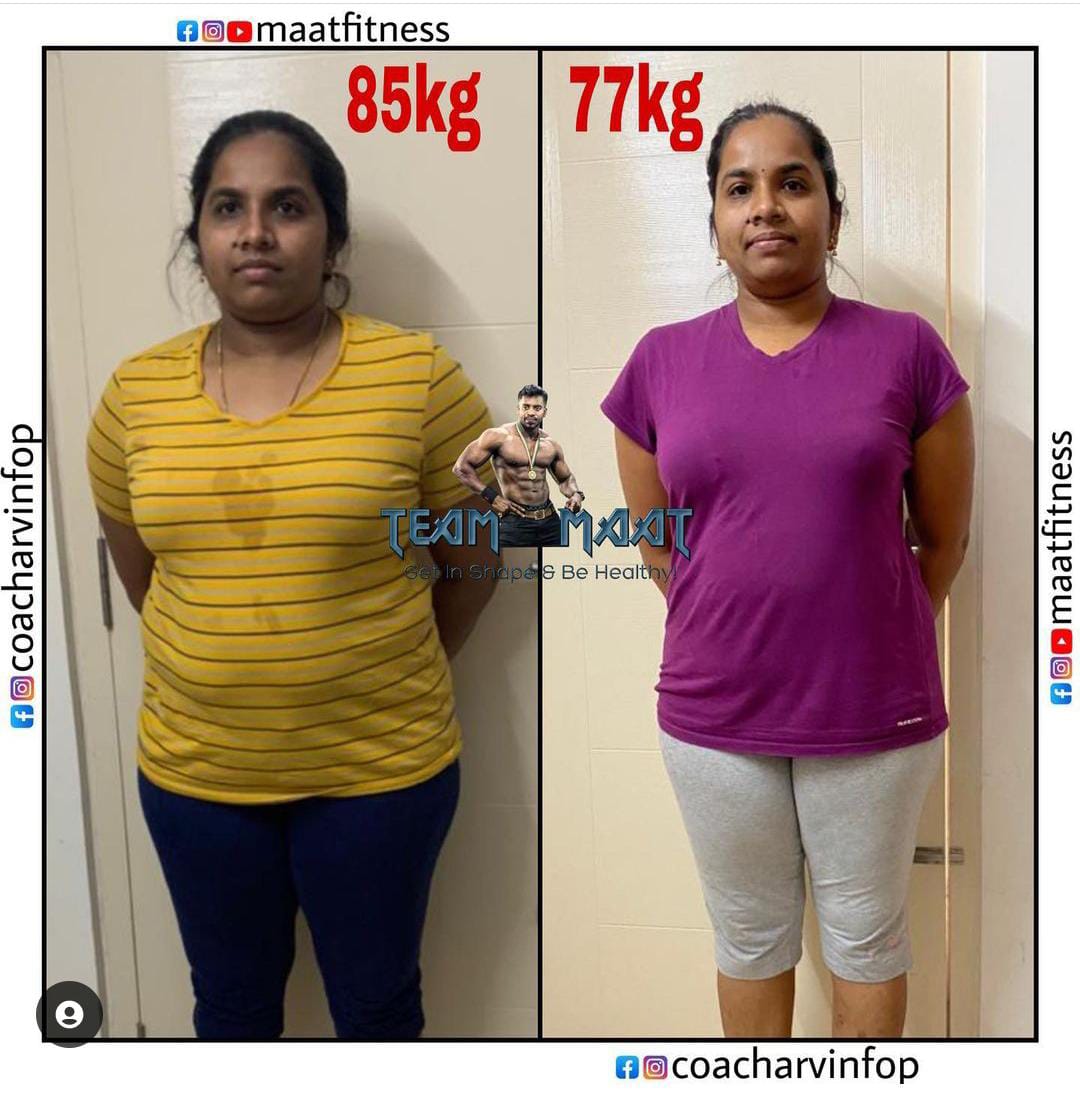 maatfitness
85kg
77kg
TEAM MAAT
Get In Shape & Be Healthy!
coacharvinfop
maatfitness
coacharvinfop